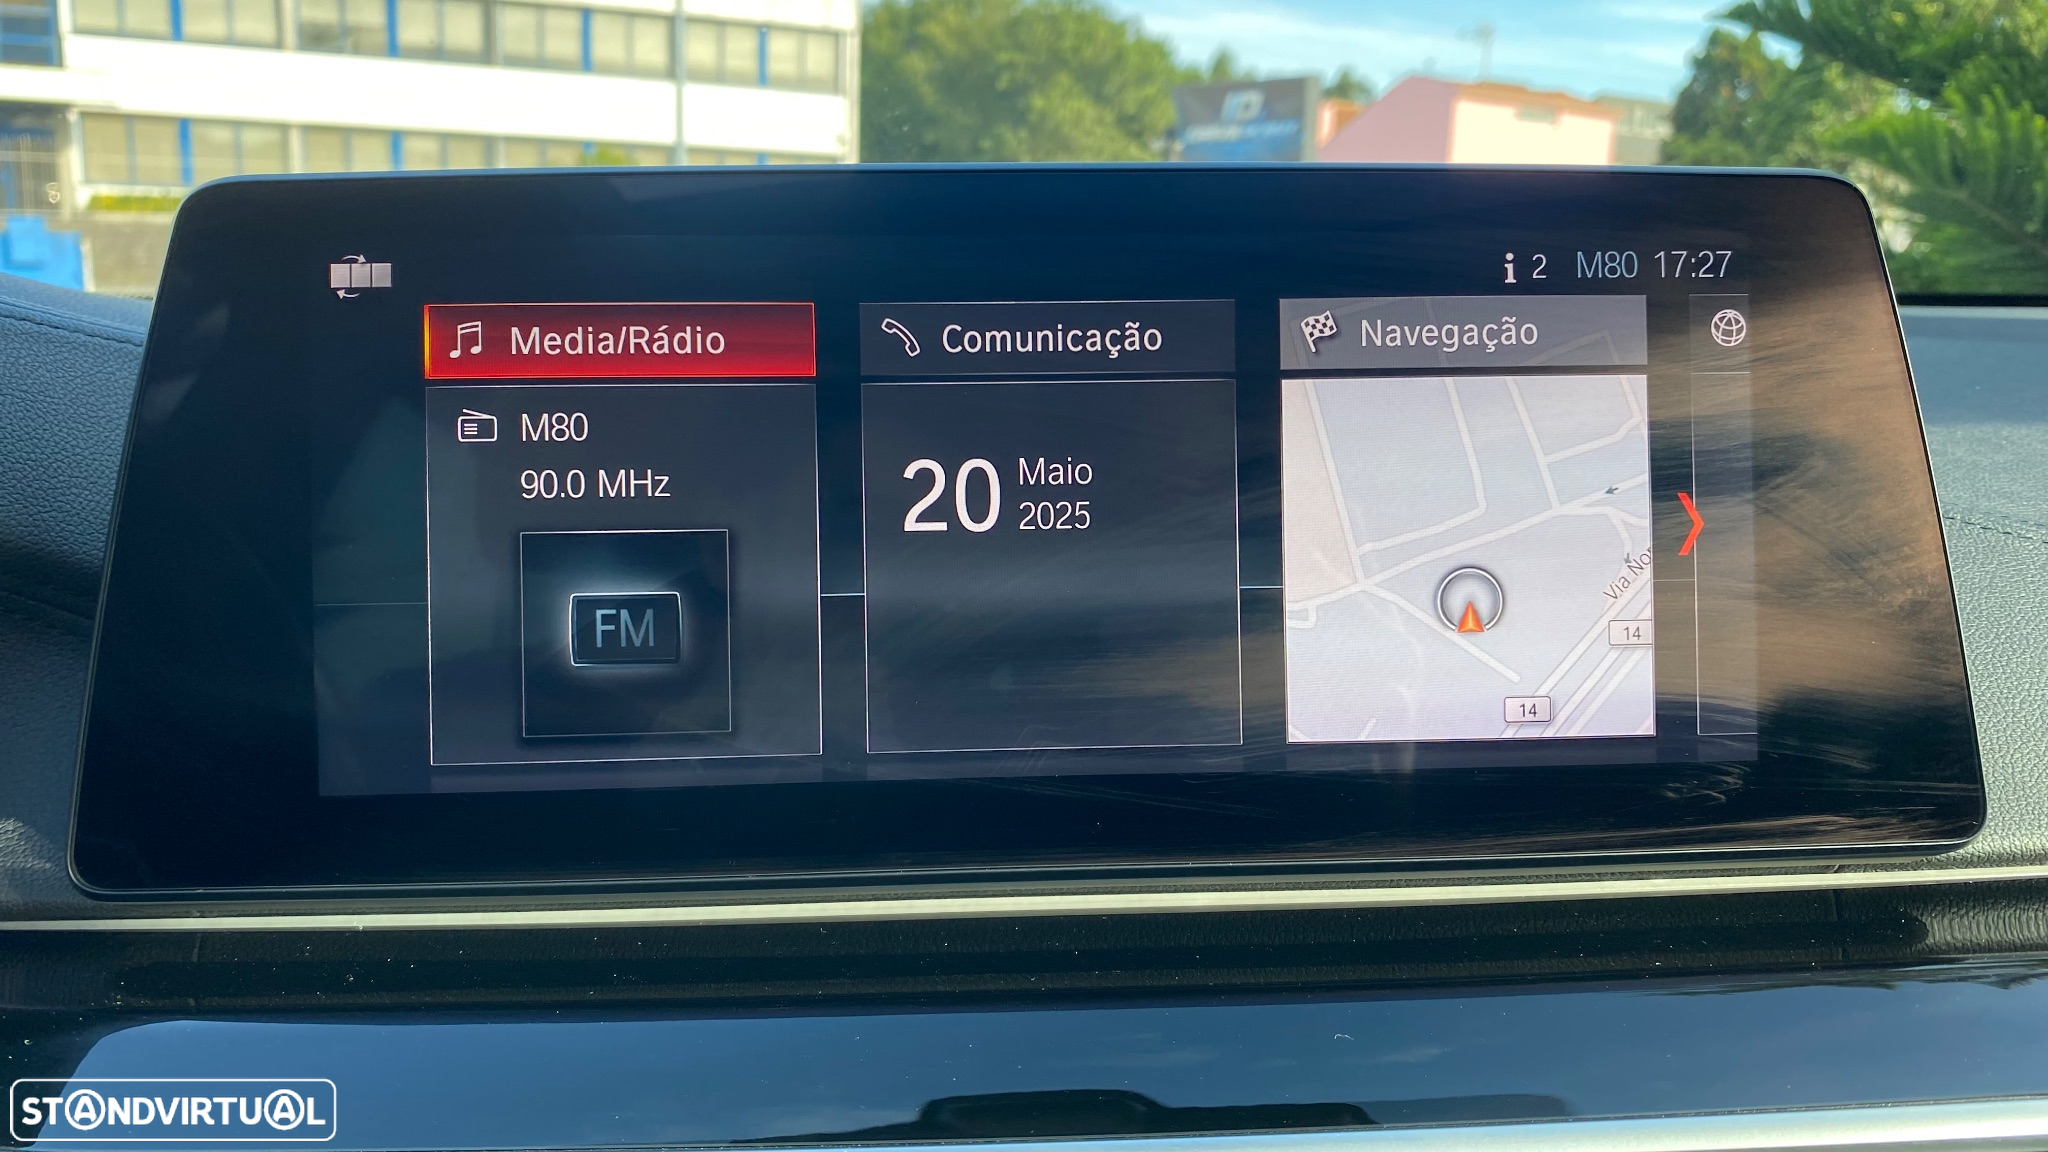 i 2 M80 17:27
Media/Rádio
Comunicação
Navegação
M80
90.0 MHz
FM
20 Maio
2025
Via Nor
14
14
STANDVIRTUAL